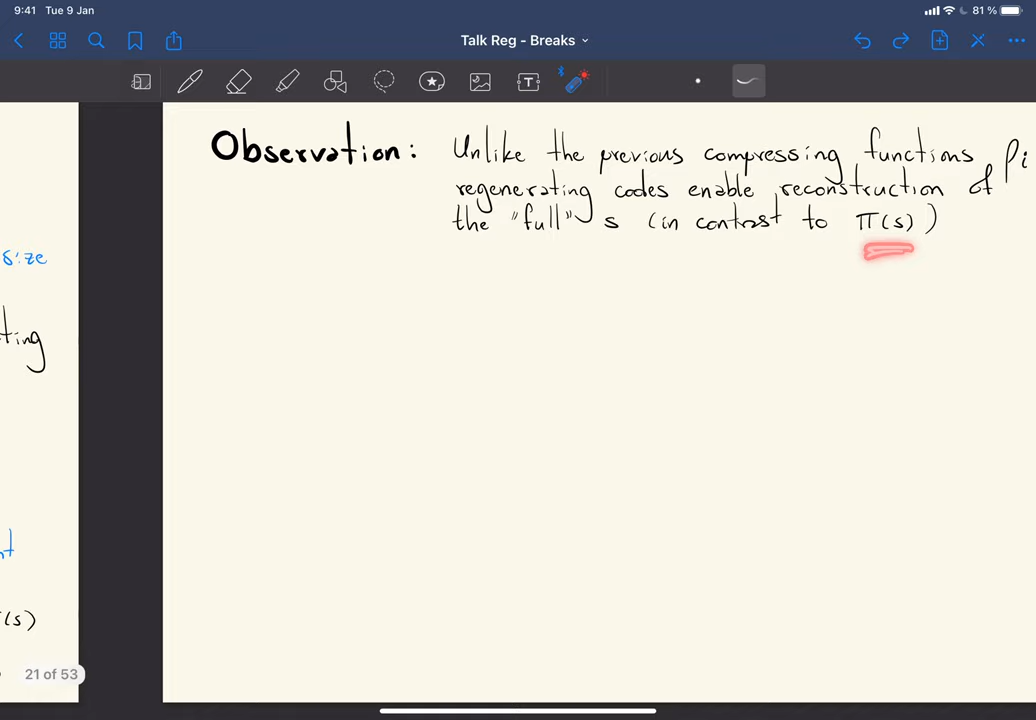 9:41 Tue 9 Jan
81 %
Talk Reg - Breaks
T
Observation: Unlike the previous compressing functions ρi
regenerating codes enable reconstruction of
the "full" s (in contrast to π(s))
size
ting
t
(s)
21 of 53